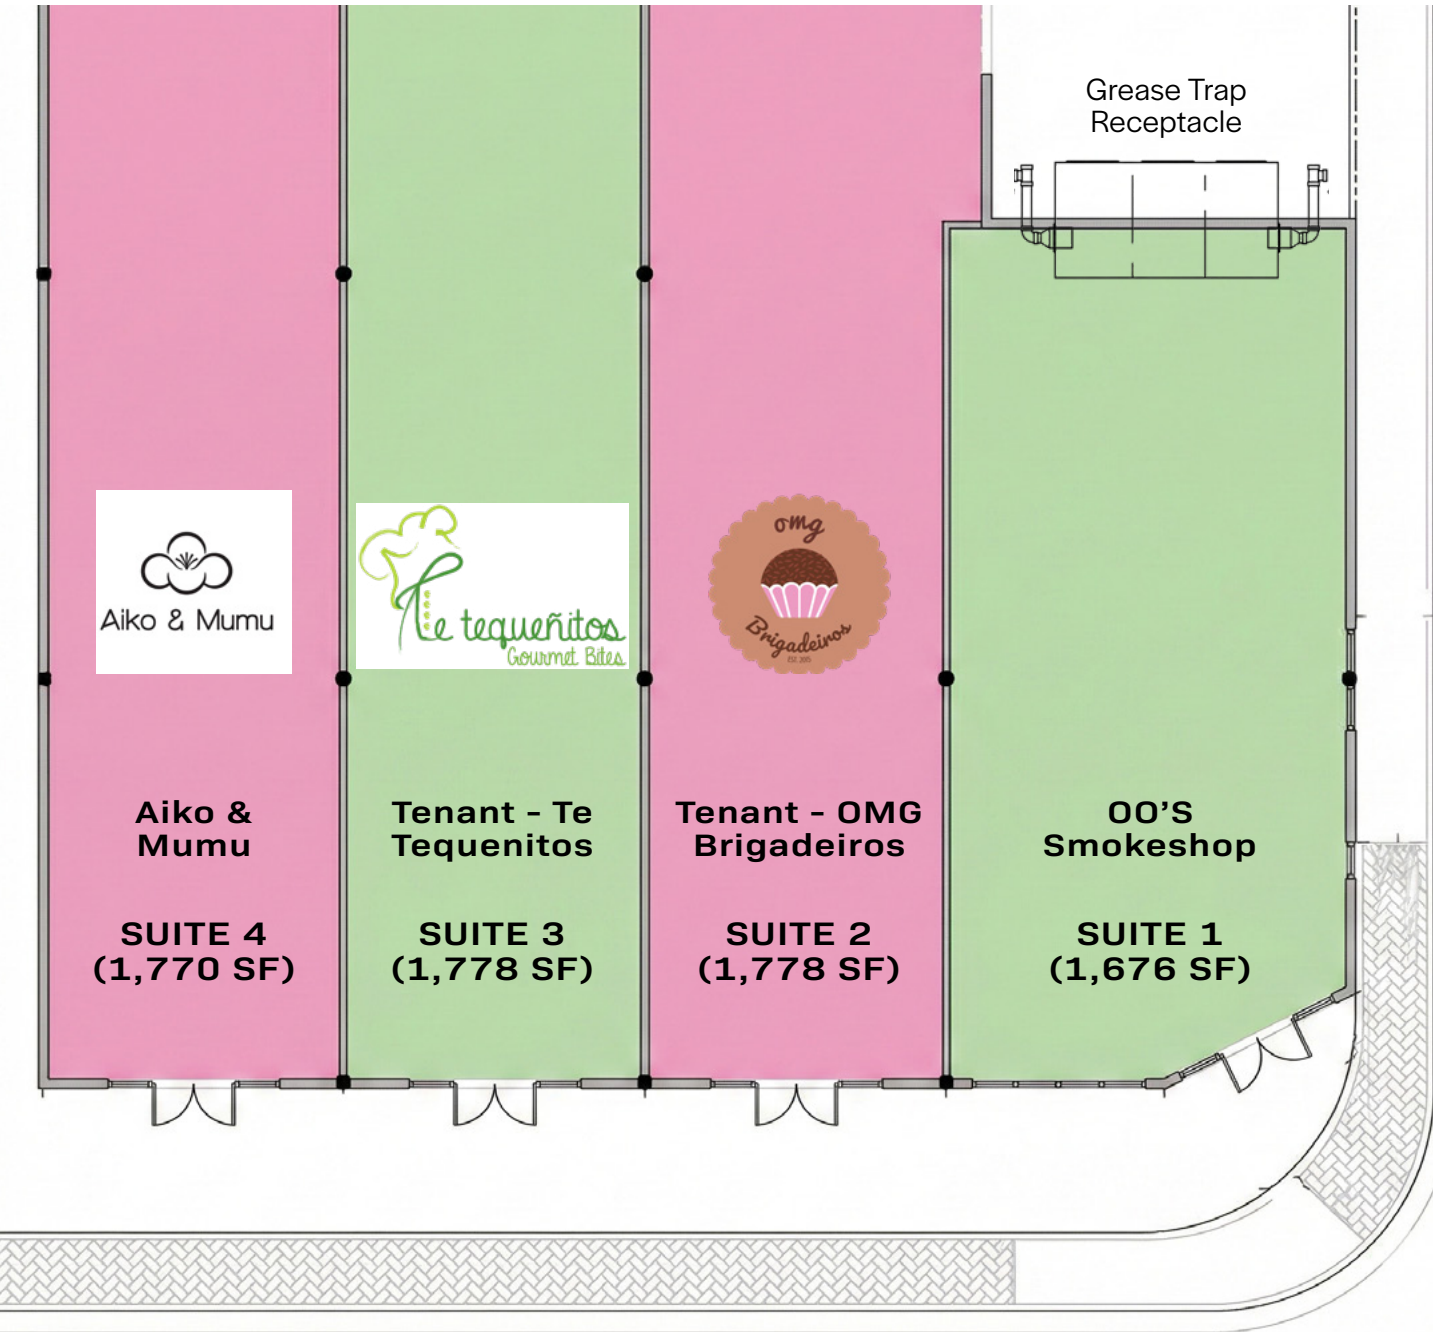 Grease Trap
Receptacle
Aiko & Mumu
Te tequeñitos
Gourmet Bites
omg
Brigadeiros
EST. 2015
Aiko &
Mumu
SUITE 4
(1,770 SF)
Tenant - Te
Tequenitos
SUITE 3
(1,778 SF)
Tenant - OMG
Brigadeiros
SUITE 2
(1,778 SF)
OO'S
Smokeshop
SUITE 1
(1,676 SF)